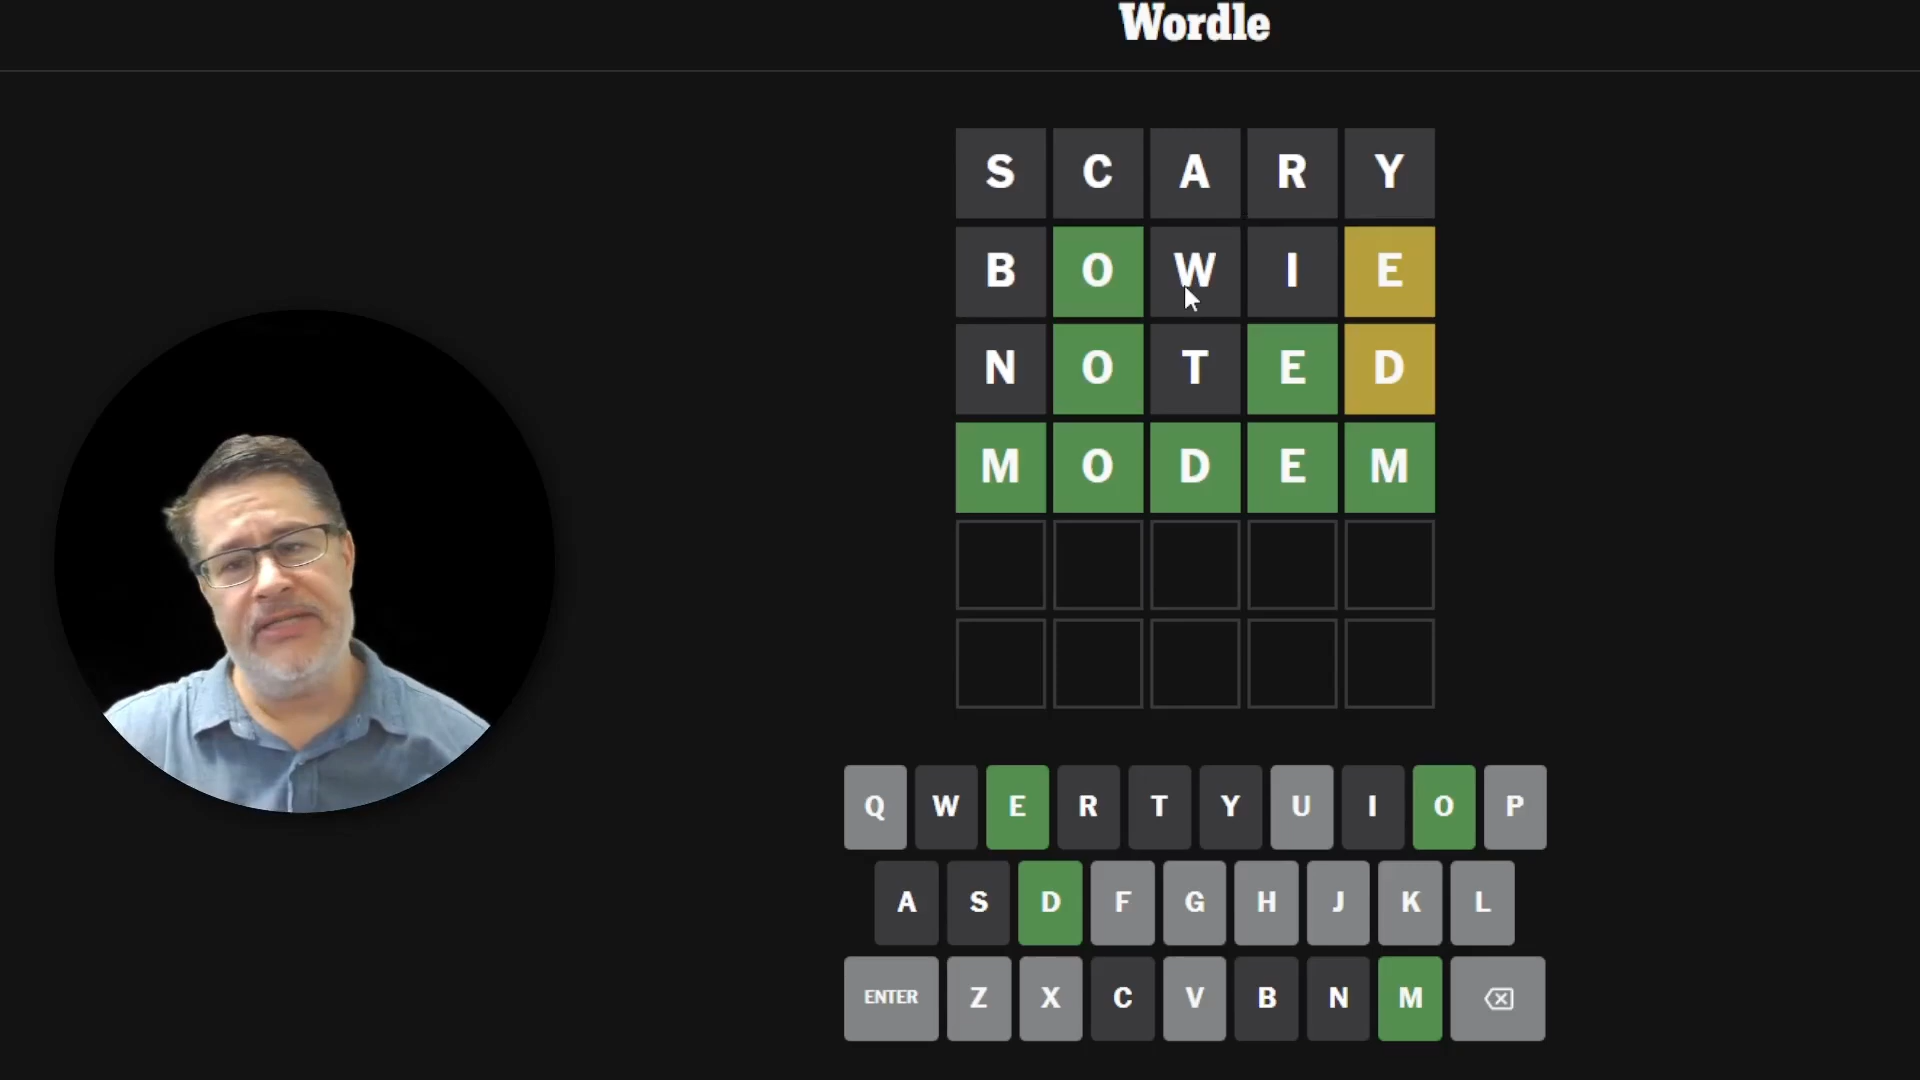 Wordle
S C A R Y
B O W I E
N O T E D
M O D E M
Q W E R T Y U I O P
A S D F G H J K L
ENTER Z X C V B N M